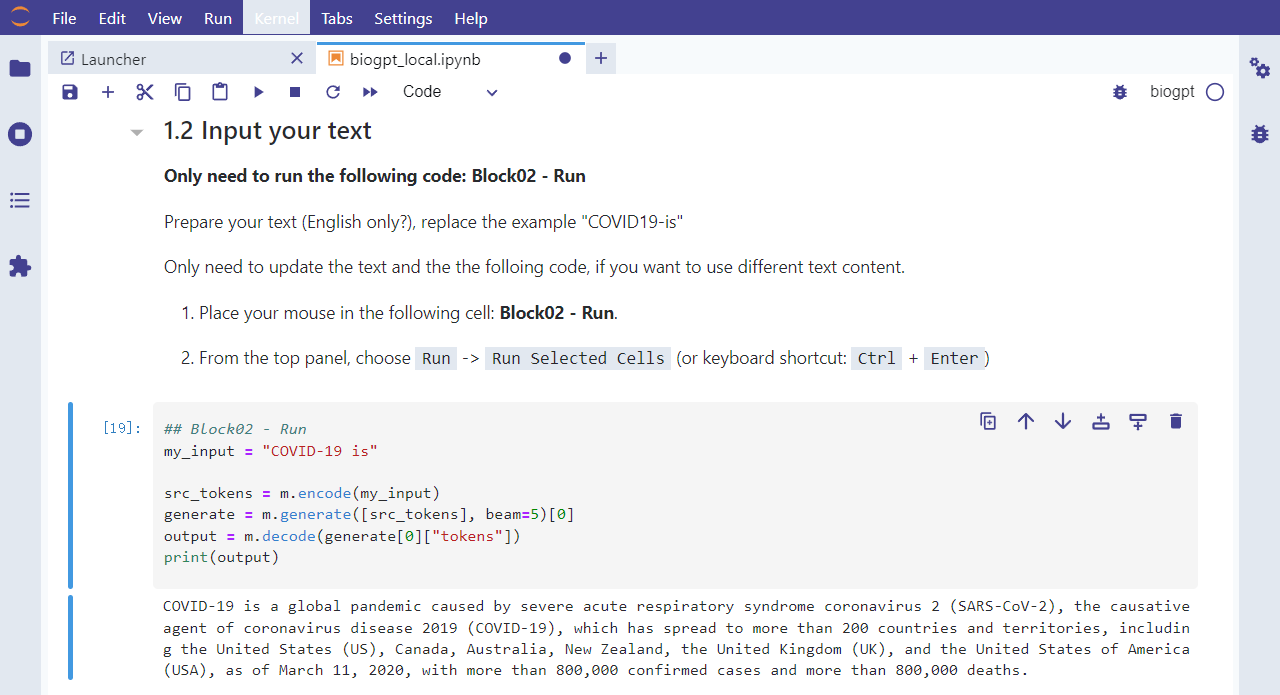 File Edit View Run Kernel Tabs Settings Help
Launcher
biogpt_local.ipynb
Code
biogpt
1.2 Input your text
Only need to run the following code: Block02 - Run
Prepare your text (English only?), replace the example "COVID19-is"
Only need to update the text and the the folloing code, if you want to use different text content.
1. Place your mouse in the following cell: Block02 - Run.
2. From the top panel, choose Run -> Run Selected Cells (or keyboard shortcut: Ctrl + Enter )
[19]:
## Block02 - Run
my_input = "COVID-19 is"
src_tokens = m.encode(my_input)
generate = m.generate([src_tokens], beam=5)[0]
output = m.decode(generate[0]["tokens"])
print(output)
COVID-19 is a global pandemic caused by severe acute respiratory syndrome coronavirus 2 (SARS-CoV-2), the causative
agent of coronavirus disease 2019 (COVID-19), which has spread to more than 200 countries and territories, includin
g the United States (US), Canada, Australia, New Zealand, the United Kingdom (UK), and the United States of America
(USA), as of March 11, 2020, with more than 800,000 confirmed cases and more than 800,000 deaths.